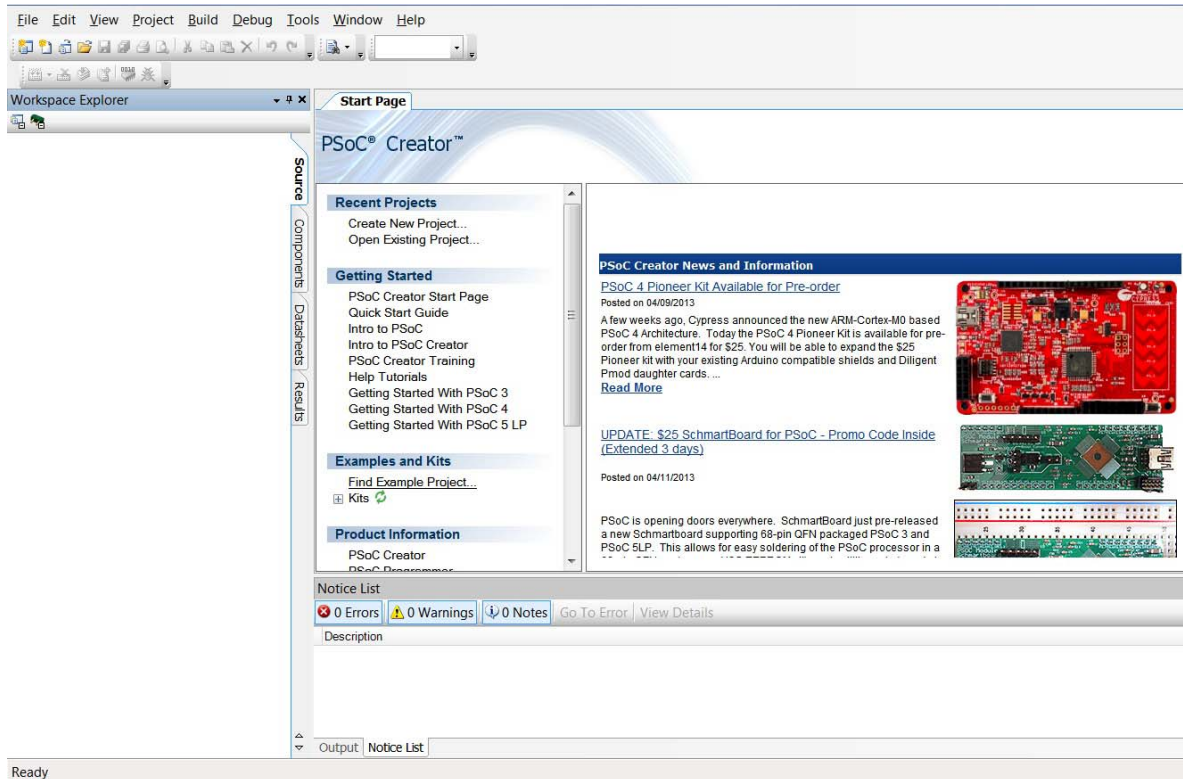 File Edit View Project Build Debug Tools Window Help
Workspace Explorer
Start Page
PSoC® Creator™
Source
Components
Datasheets
Results
Recent Projects
Create New Project...
Open Existing Project...
Getting Started
PSoC Creator Start Page
Quick Start Guide
Intro to PSoC
Intro to PSoC Creator
PSoC Creator Training
Help Tutorials
Getting Started With PSoC 3
Getting Started With PSoC 4
Getting Started With PSoC 5 LP
Examples and Kits
Find Example Project...
Kits
Product Information
PSoC Creator
PSoC Programmer
PSoC Creator News and Information
PSoC 4 Pioneer Kit Available for Pre-order
Posted on 04/09/2013
A few weeks ago, Cypress announced the new ARM-Cortex-M0 based
PSoC 4 Architecture. Today the PSoC 4 Pioneer Kit is available for pre-
order from element14 for $25. You will be able to expand the $25
Pioneer kit with your existing Arduino compatible shields and Diligent
Pmod daughter cards. ...
Read More
UPDATE: $25 SchmartBoard for PSoC - Promo Code Inside
(Extended 3 days)
Posted on 04/11/2013
PSoC is opening doors everywhere. SchmartBoard just pre-released
a new Schmartboard supporting 68-pin QFN packaged PSoC 3 and
PSoC 5LP. This allows for easy soldering of the PSoC processor in a
Notice List
0 Errors 0 Warnings 0 Notes Go To Error View Details
Description
Output Notice List
Ready